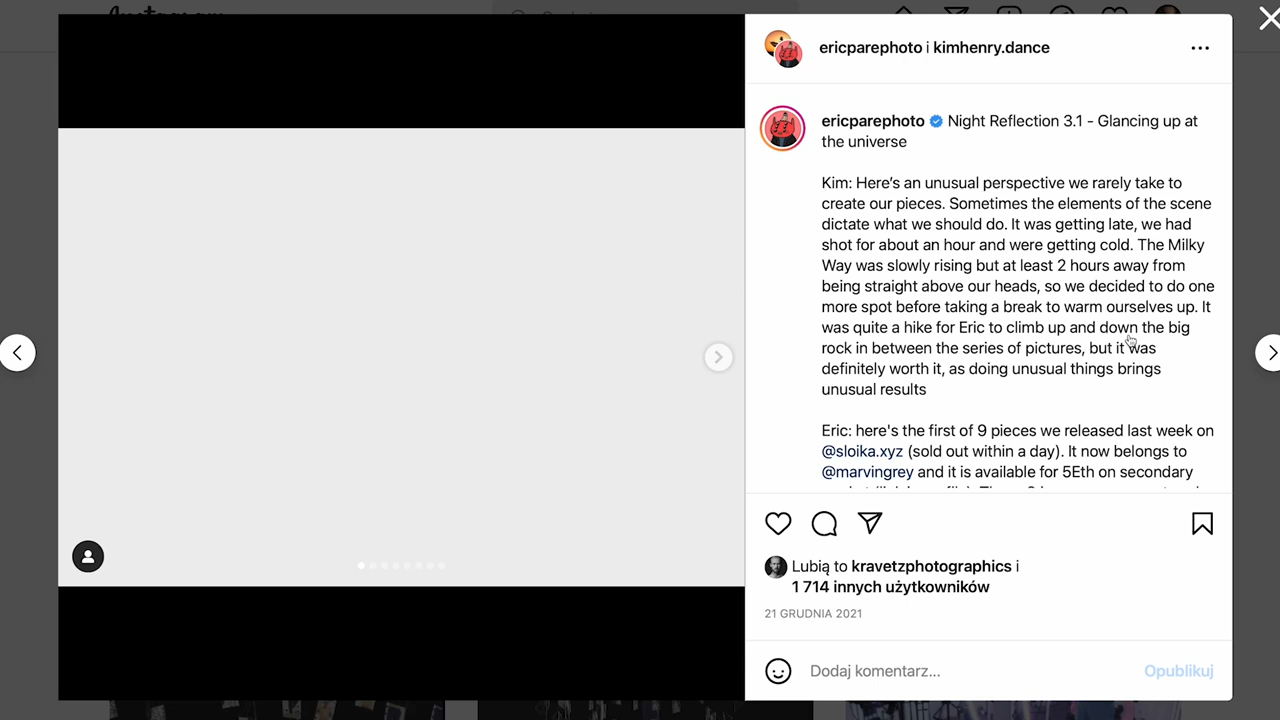 ericparephoto i kimhenry.dance
ericparephoto Night Reflection 3.1 - Glancing up at
the universe
Kim: Here's an unusual perspective we rarely take to
create our pieces. Sometimes the elements of the scene
dictate what we should do. It was getting late, we had
shot for about an hour and were getting cold. The Milky
Way was slowly rising but at least 2 hours away from
being straight above our heads, so we decided to do one
more spot before taking a break to warm ourselves up. It
was quite a hike for Eric to climb up and down the big
rock in between the series of pictures, but it was
definitely worth it, as doing unusual things brings
unusual results
Eric: here's the first of 9 pieces we released last week on
@sloika.xyz (sold out within a day). It now belongs to
@marvingrey and it is available for 5Eth on secondary
Lubią to kravetzphotographics i
1 714 innych użytkowników
21 GRUDNIA 2021
Dodaj komentarz...
Opublikuj